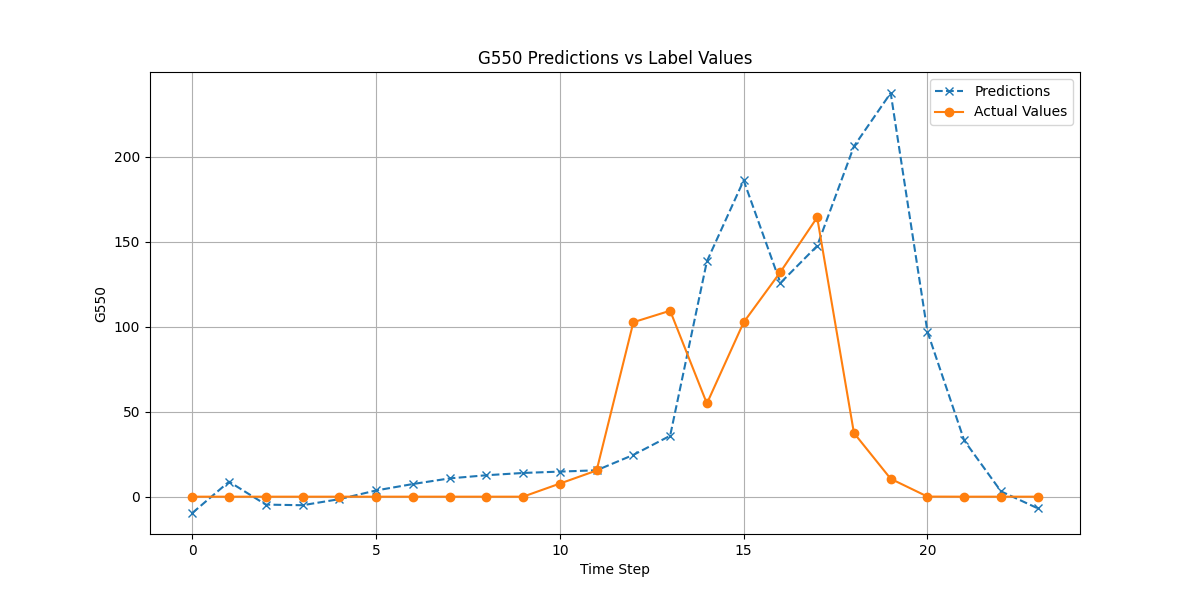 G550 Predictions vs Label Values
Predictions
Actual Values
G550
200
150
100
50
0
0 5 10 15 20
Time Step